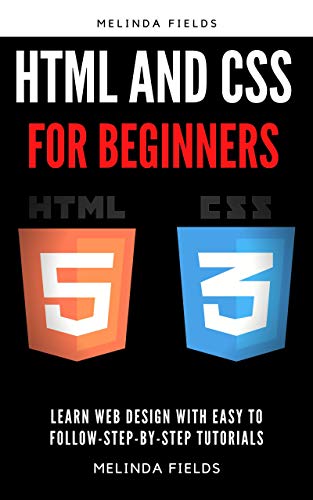 MELINDA FIELDS
HTML AND CSS
FOR BEGINNERS
HTML CSS
5 3
LEARN WEB DESIGN WITH EASY TO
FOLLOW-STEP-BY-STEP TUTORIALS
MELINDA FIELDS